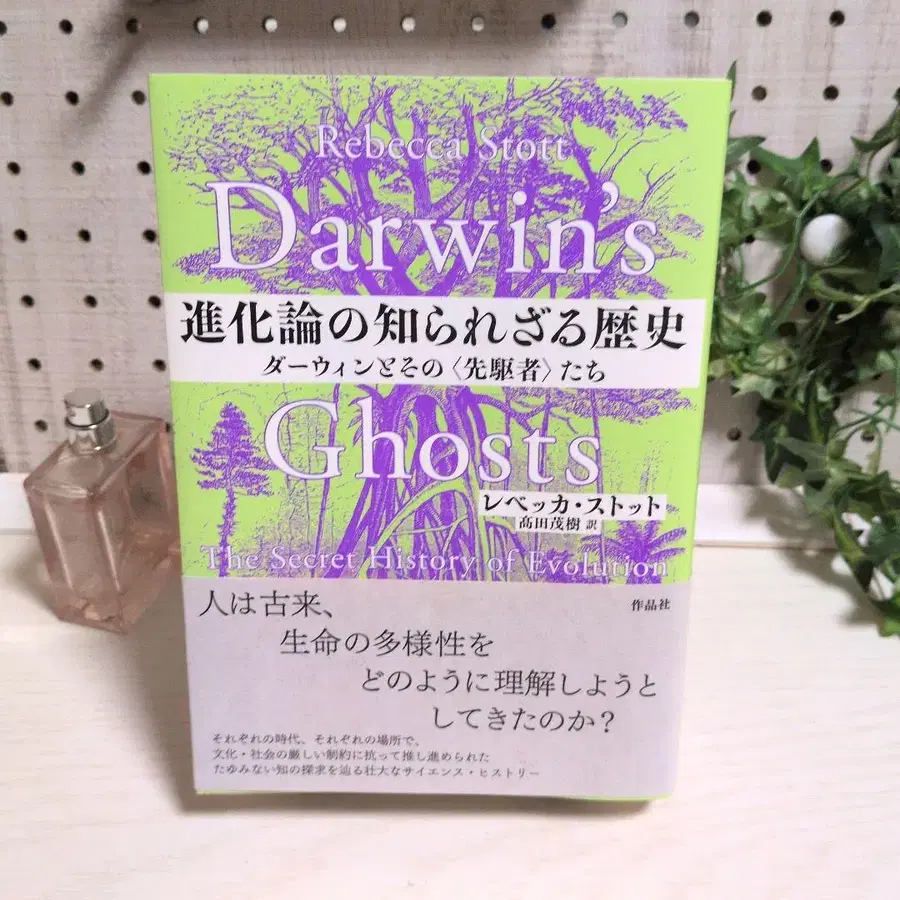 Rebecca Stott
Darwin's
進化論の知られざる歴史
ダーウィンとその〈先駆者〉たち
Ghosts
レベッカ・ストット
髙田茂樹 訳
The Secret History of Evolution
作品社
人は古来、
生命の多様性を
どのように理解しようと
してきたのか?
それぞれの時代、それぞれの場所で、
文化・社会の厳しい制約に抗って推し進められた
たゆみない知の探求を辿る壮大なサイエンス・ヒストリー